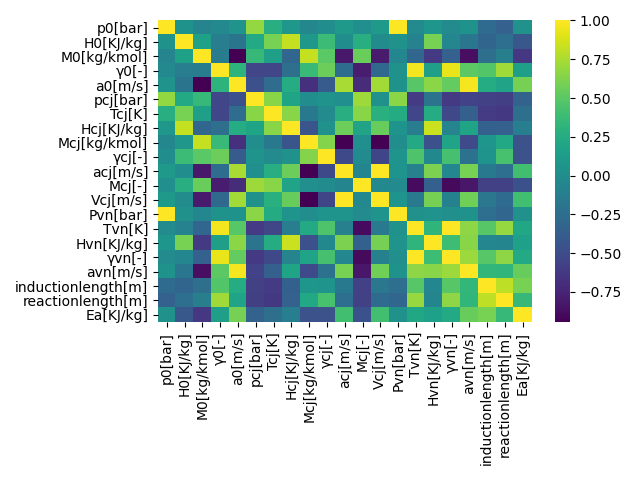 p0[bar]
H0[KJ/kg]
M0[kg/kmol]
γ0[-]
a0[m/s]
pcj[bar]
Tcj[K]
Hcj[KJ/kg]
Mcj[kg/kmol]
γcj[-]
acj[m/s]
Mcj[-]
Vcj[m/s]
Pvn[bar]
Tvn[K]
Hvn[KJ/kg]
γvn[-]
avn[m/s]
inductionlength[m]
reactionlength[m]
Ea[KJ/kg]
p0[bar]
H0[KJ/kg]
M0[kg/kmol]
γ0[-]
a0[m/s]
pcj[bar]
Tcj[K]
Hcj[KJ/kg]
Mcj[kg/kmol]
γcj[-]
acj[m/s]
Mcj[-]
Vcj[m/s]
Pvn[bar]
Tvn[K]
Hvn[KJ/kg]
γvn[-]
avn[m/s]
inductionlength[m]
reactionlength[m]
Ea[KJ/kg]
1.00
0.75
0.50
0.25
0.00
−0.25
−0.50
−0.75